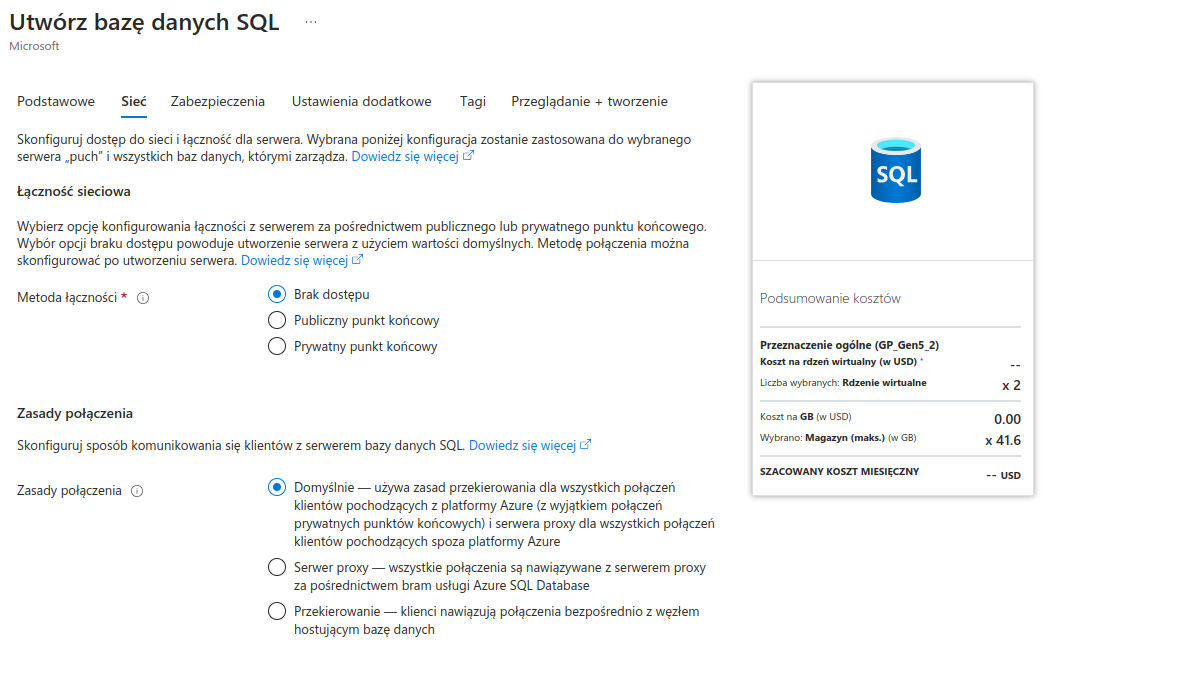 Utwórz bazę danych SQL ...
Microsoft
Podstawowe Sieć Zabezpieczenia Ustawienia dodatkowe Tagi Przeglądanie + tworzenie
Skonfiguruj dostęp do sieci i łączność dla serwera. Wybrana poniżej konfiguracja zostanie zastosowana do wybranego
serwera „puch” i wszystkich baz danych, którymi zarządza. Dowiedz się więcej
Łączność sieciowa
Wybierz opcję konfigurowania łączności z serwerem za pośrednictwem publicznego lub prywatnego punktu końcowego.
Wybór opcji braku dostępu powoduje utworzenie serwera z użyciem wartości domyślnych. Metodę połączenia można
skonfigurować po utworzeniu serwera. Dowiedz się więcej
Metoda łączności *
Brak dostępu
Publiczny punkt końcowy
Prywatny punkt końcowy
Zasady połączenia
Skonfiguruj sposób komunikowania się klientów z serwerem bazy danych SQL. Dowiedz się więcej
Zasady połączenia
Domyślnie — używa zasad przekierowania dla wszystkich połączeń
klientów pochodzących z platformy Azure (z wyjątkiem połączeń
prywatnych punktów końcowych) i serwera proxy dla wszystkich połączeń
klientów pochodzących spoza platformy Azure
Serwer proxy — wszystkie połączenia są nawiązywane z serwerem proxy
za pośrednictwem bram usługi Azure SQL Database
Przekierowanie — klienci nawiązują połączenia bezpośrednio z węzłem
hostującym bazę danych
SQL
Podsumowanie kosztów
Przeznaczenie ogólne (GP_Gen5_2)
Koszt na rdzeń wirtualny (w USD) * --
Liczba wybranych: Rdzenie wirtualne x 2
Koszt na GB (w USD) 0.00
Wybrano: Magazyn (maks.) (w GB) x 41.6
SZACOWANY KOSZT MIESIĘCZNY -- USD